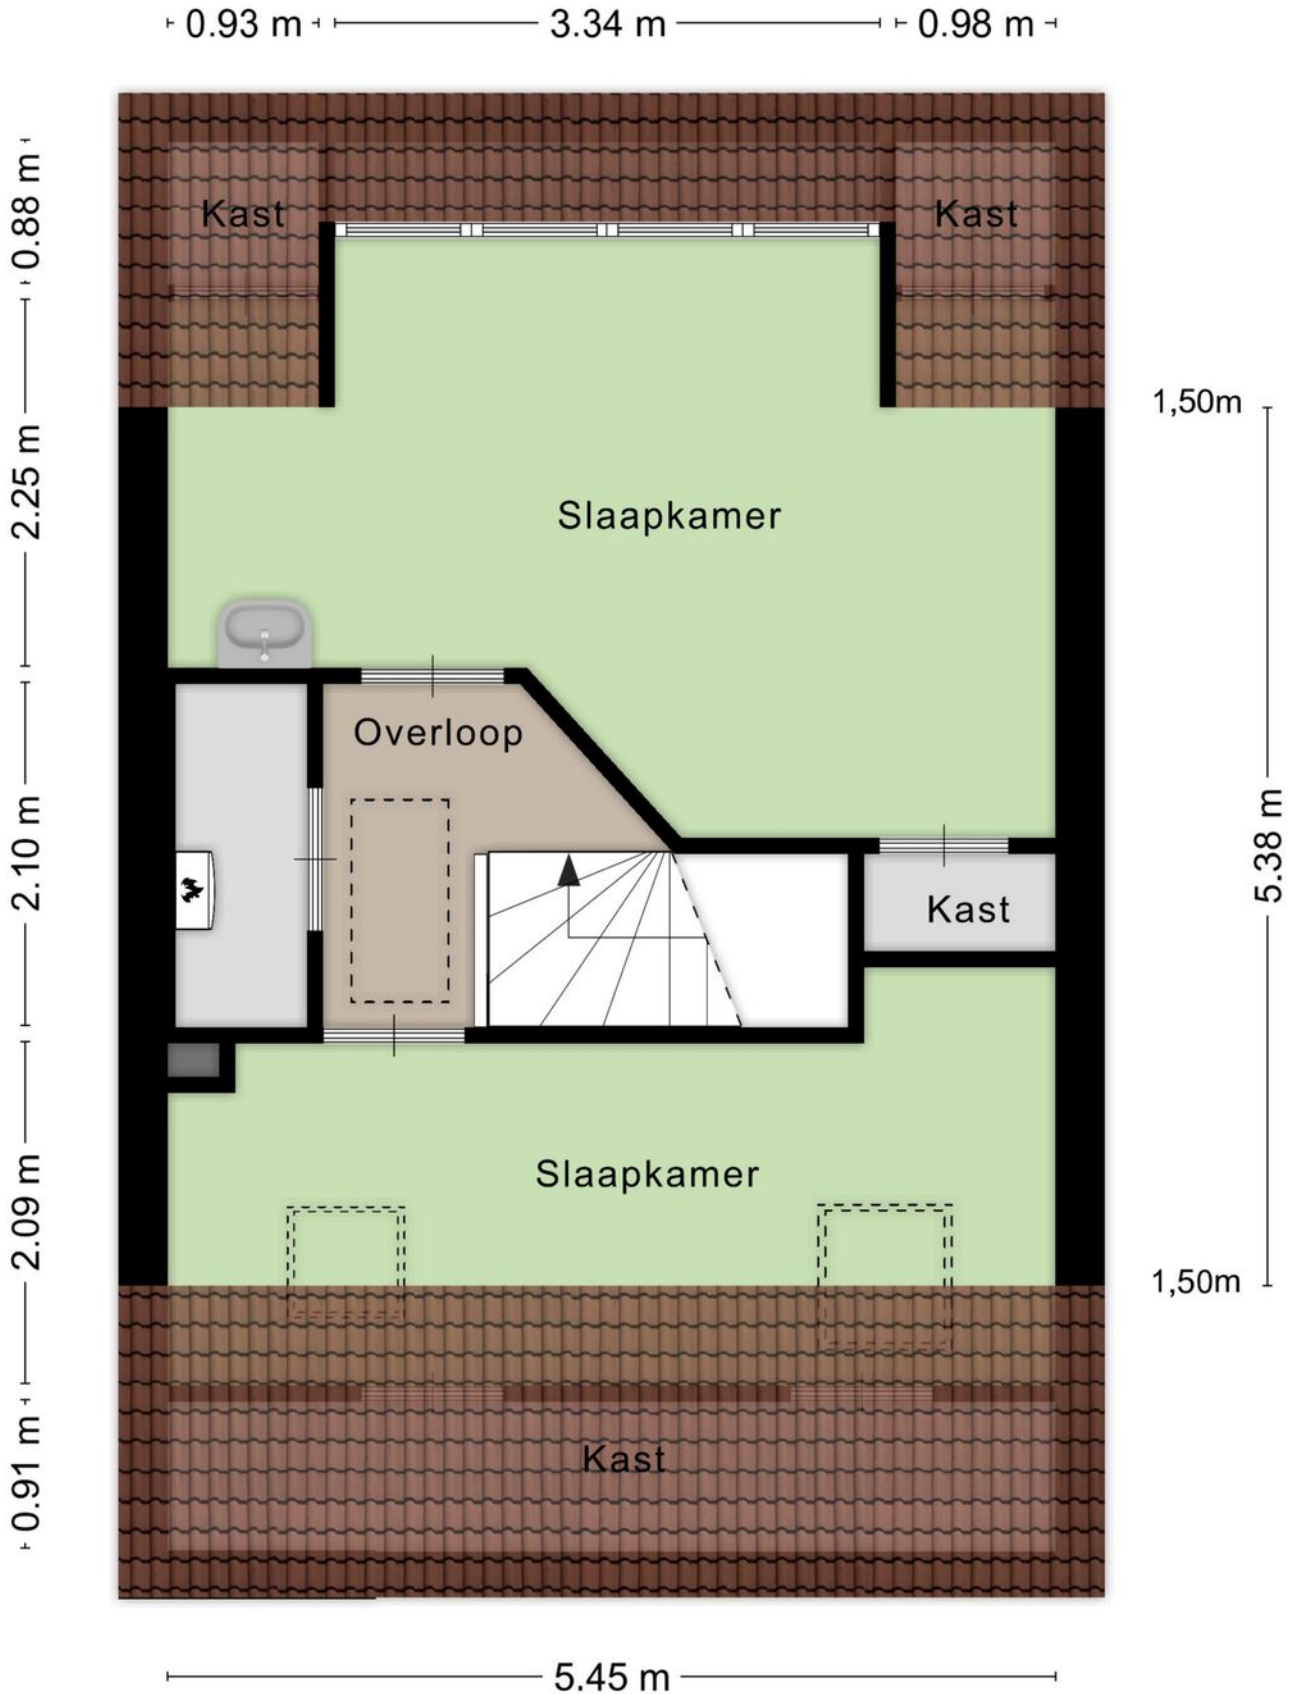 0.93 m
3.34 m
0.98 m
0.88 m
Kast
Kast
1,50m
2.25 m
Slaapkamer
Overloop
2.10 m
5.38 m
Kast
Slaapkamer
2.09 m
1,50m
0.91 m
Kast
5.45 m